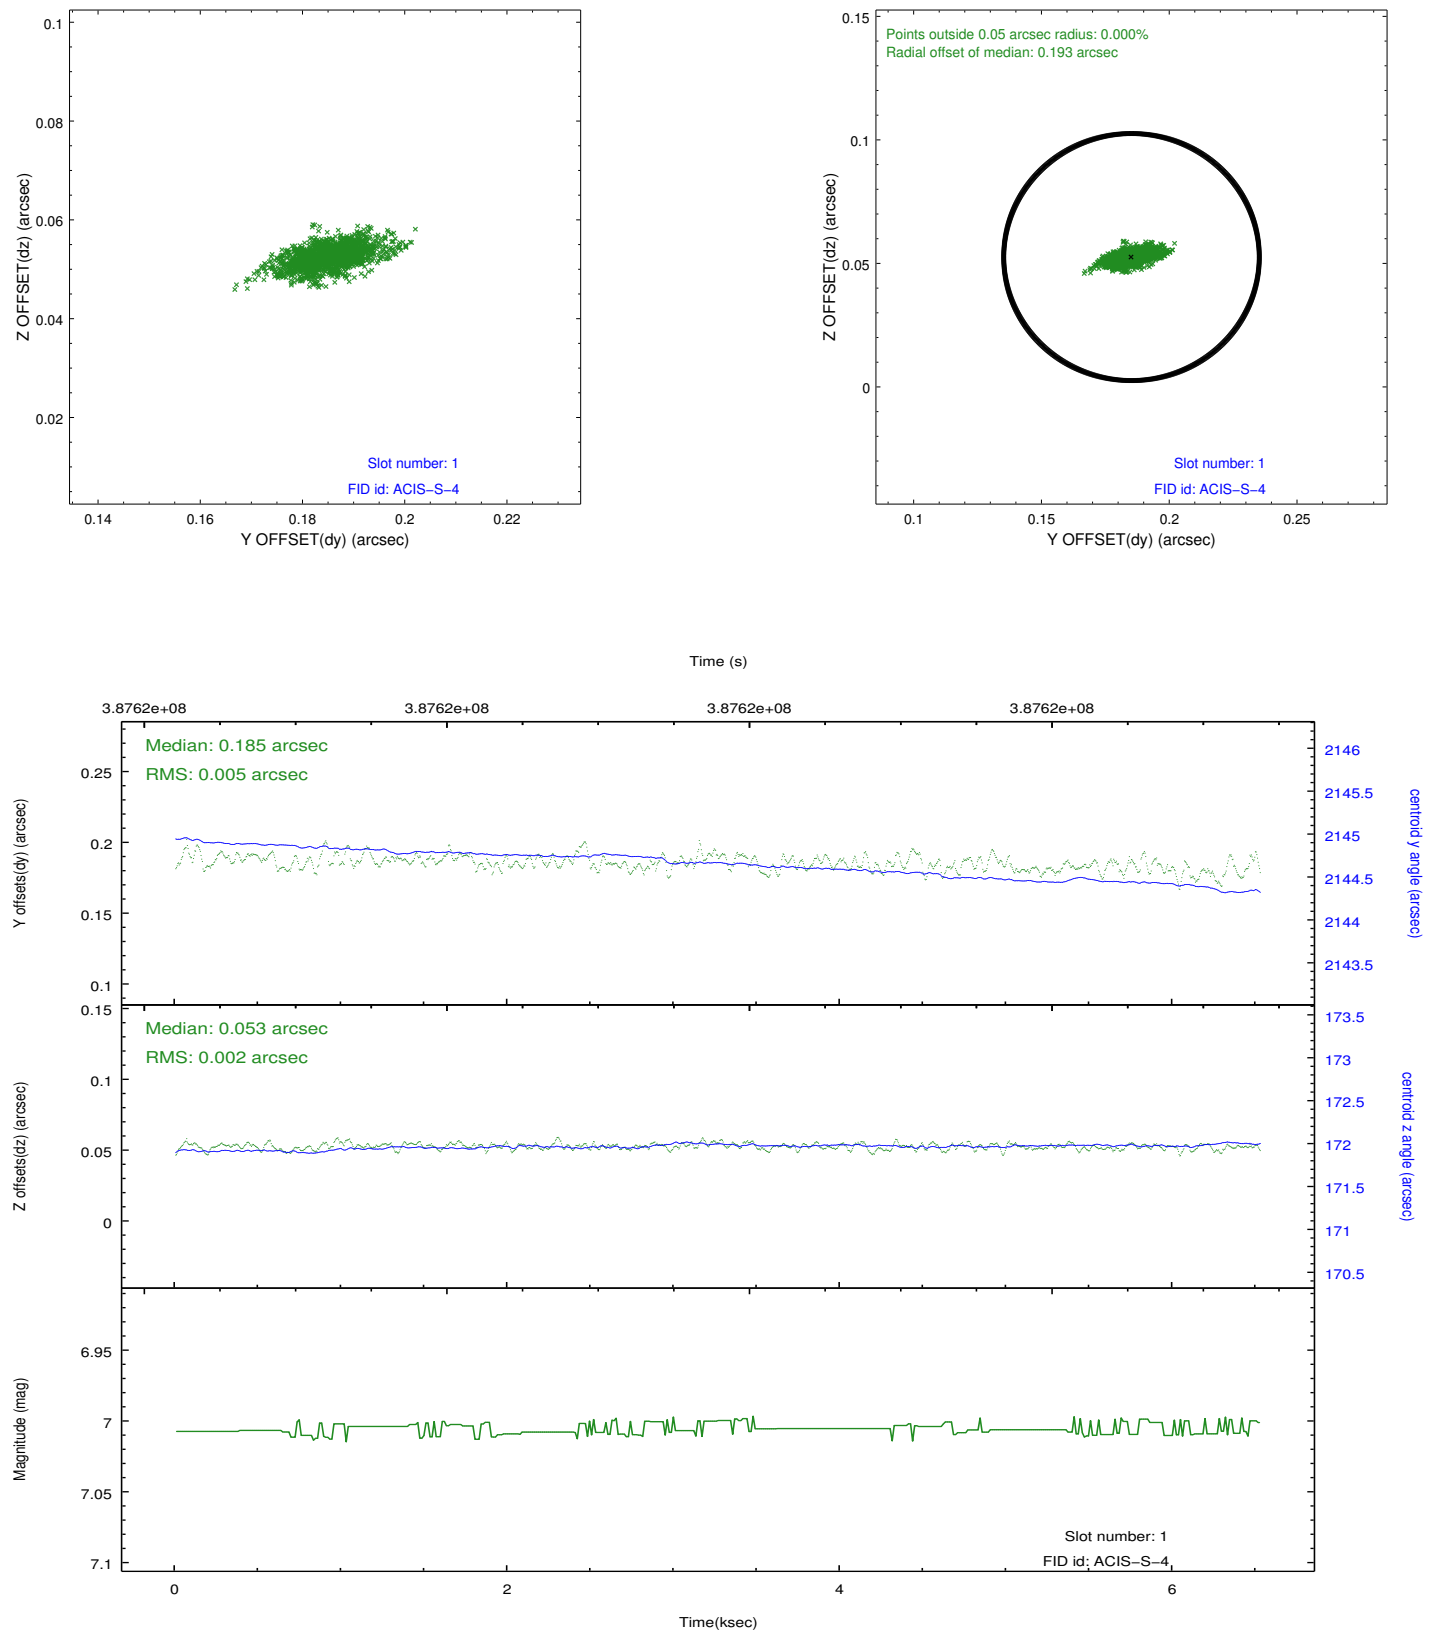 0.1
0.08
0.06
0.04
0.02
Z OFFSET(dz) (arcsec)
Slot number: 1
FID id: ACIS−S−4
0.14 0.16 0.18 0.2 0.22
Y OFFSET(dy) (arcsec)
0.15
0.1
0.05
0
Z OFFSET(dz) (arcsec)
Points outside 0.05 arcsec radius: 0.000%
Radial offset of median: 0.193 arcsec
Slot number: 1
FID id: ACIS−S−4
0.1 0.15 0.2 0.25
Y OFFSET(dy) (arcsec)
Time (s)
3.8762e+08 3.8762e+08 3.8762e+08 3.8762e+08
Median: 0.185 arcsec
RMS: 0.005 arcsec
0.25
0.2
0.15
0.1
Y offsets(dy) (arcsec)
2146
2145.5
2145
2144.5
2144
2143.5
centroid y angle (arcsec)
Median: 0.053 arcsec
RMS: 0.002 arcsec
0.15
0.1
0.05
0
Z offsets(dz) (arcsec)
173.5
173
172.5
172
171.5
171
170.5
centroid z angle (arcsec)
6.95
7
7.05
7.1
Magnitude (mag)
Slot number: 1
FID id: ACIS−S−4
0 2 4 6
Time(ksec)